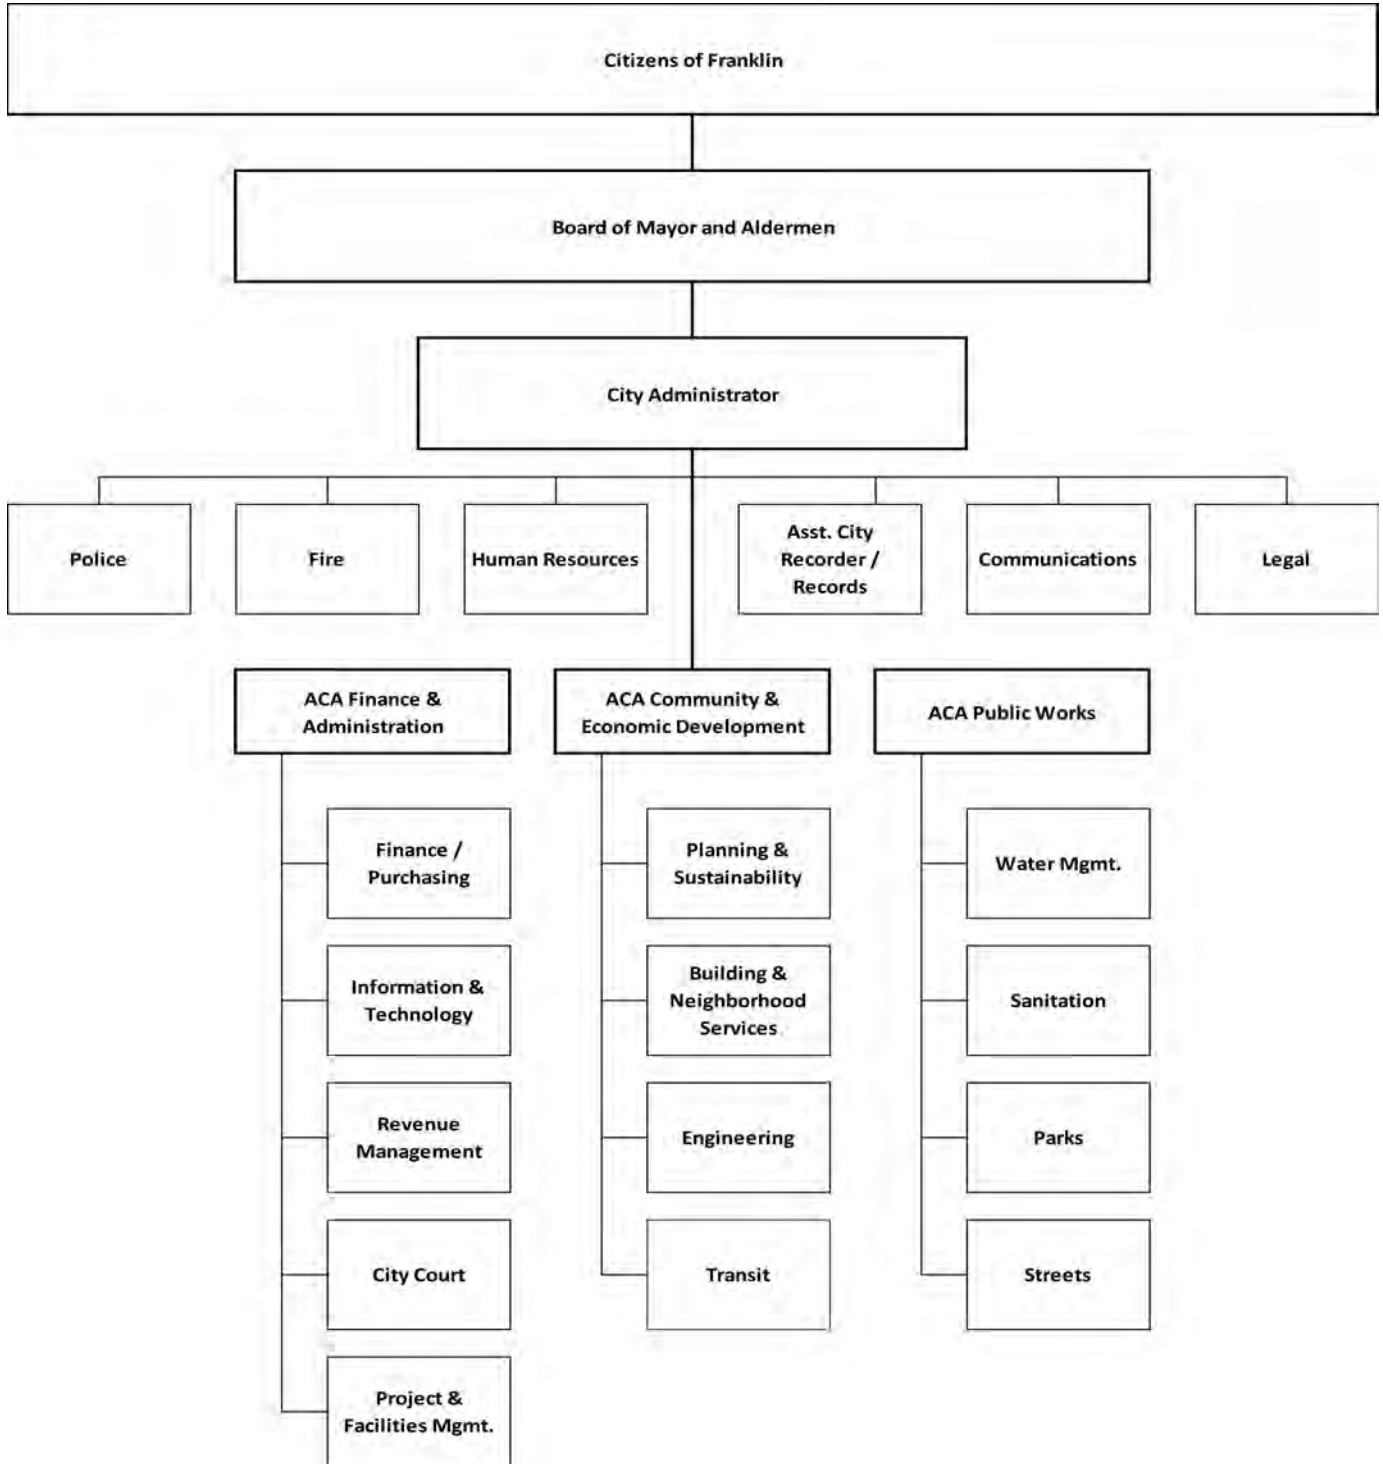 Citizens of Franklin
Board of Mayor and Aldermen
City Administrator
Police
Fire
Human Resources
Asst. City
Recorder /
Records
Communications
Legal
ACA Finance &
Administration
ACA Community &
Economic Development
ACA Public Works
Finance /
Purchasing
Planning &
Sustainability
Water Mgmt.
Information &
Technology
Building &
Neighborhood
Services
Sanitation
Revenue
Management
Engineering
Parks
City Court
Transit
Streets
Project &
Facilities Mgmt.